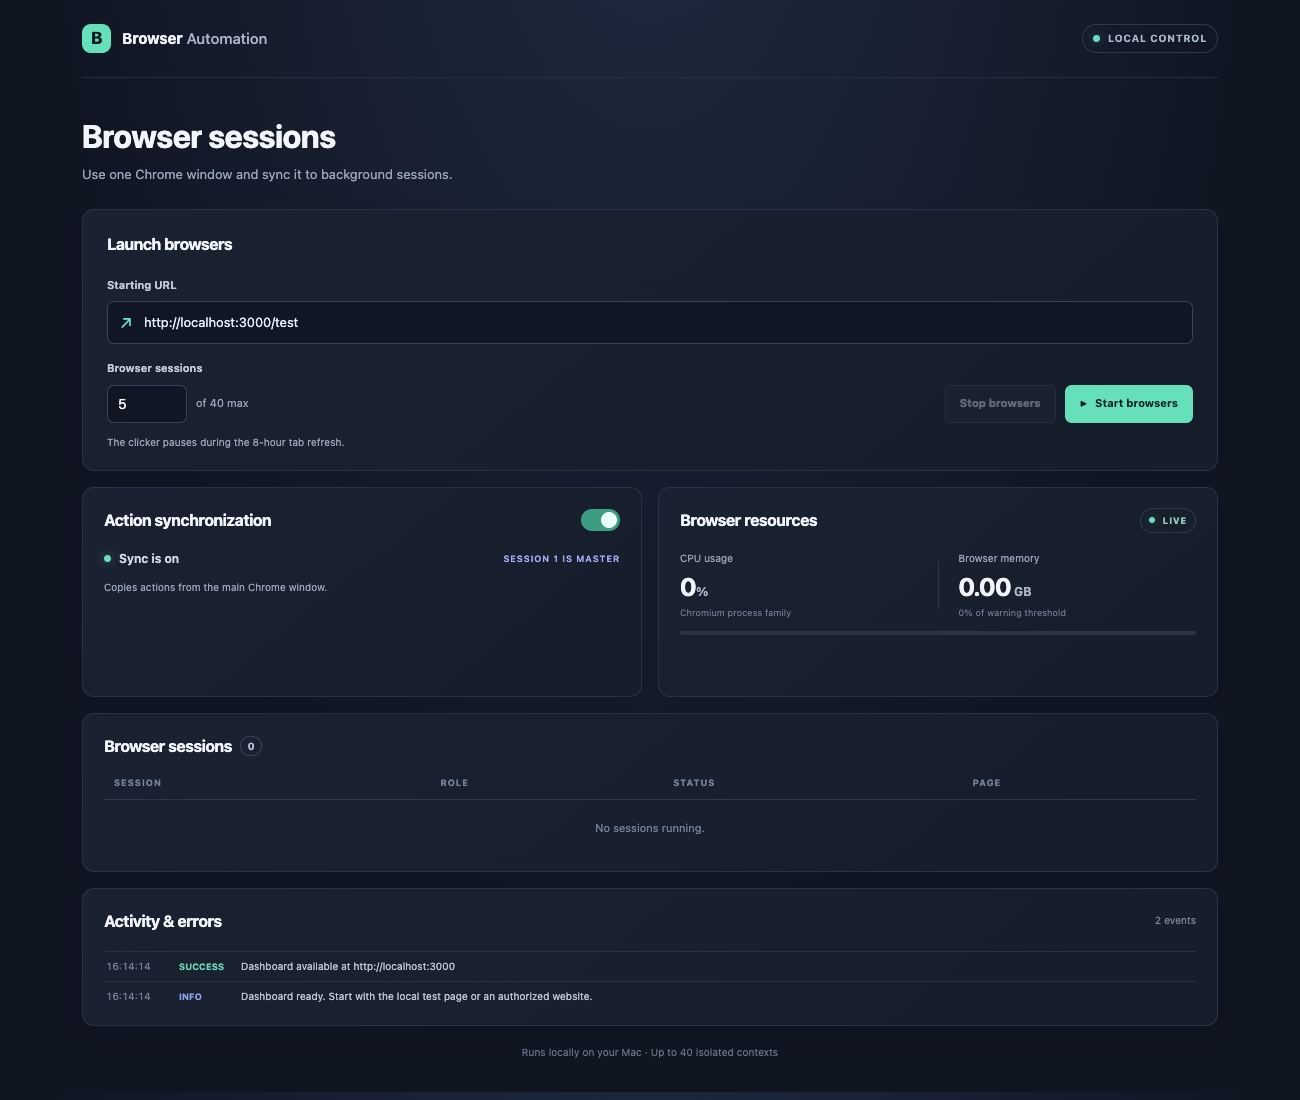 B Browser Automation
LOCAL CONTROL
Browser sessions
Use one Chrome window and sync it to background sessions.
Launch browsers
Starting URL
http://localhost:3000/test
Browser sessions
5 of 40 max
Stop browsers
Start browsers
The clicker pauses during the 8-hour tab refresh.
Action synchronization
Sync is on
SESSION 1 IS MASTER
Copies actions from the main Chrome window.
Browser resources
LIVE
CPU usage
0%
Chromium process family
Browser memory
0.00 GB
0% of warning threshold
Browser sessions 0
SESSION ROLE STATUS PAGE
No sessions running.
Activity & errors
2 events
16:14:14 SUCCESS Dashboard available at http://localhost:3000
16:14:14 INFO Dashboard ready. Start with the local test page or an authorized website.
Runs locally on your Mac · Up to 40 isolated contexts